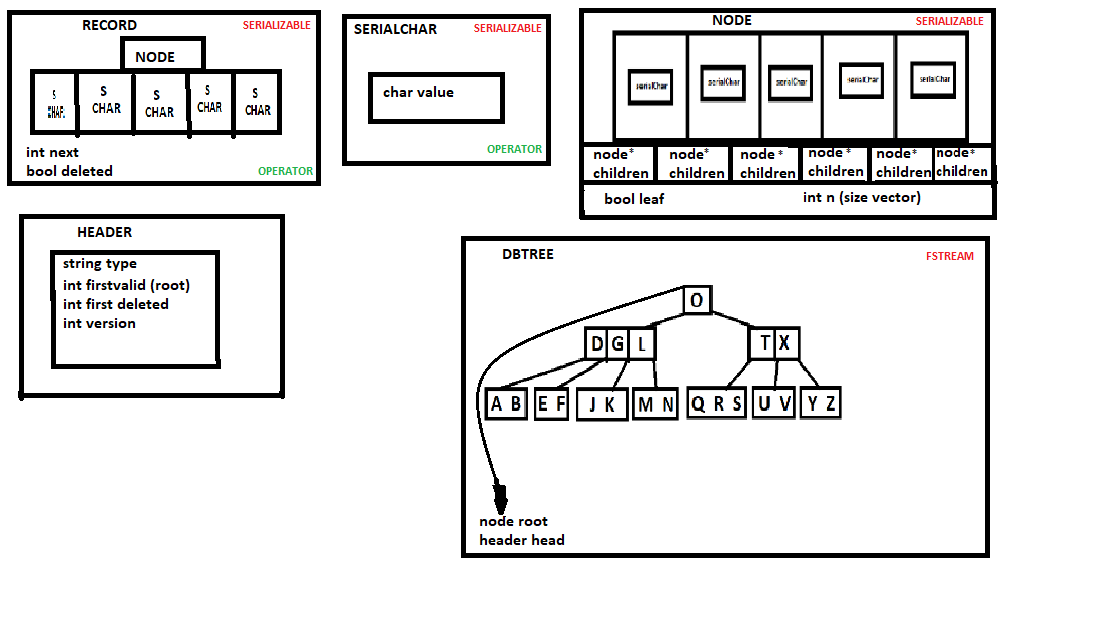 RECORD
SERIALIZABLE
NODE
S
CHAR.
S
CHAR
S
CHAR
S
CHAR
S
CHAR
int next
bool deleted
OPERATOR
SERIALCHAR
SERIALIZABLE
char value
OPERATOR
NODE
SERIALIZABLE
serialChar
serialChar
serialChar
serialChar
serialChar
node*
children
node*
children
node*
children
node*
children
node*
children
node*
children
bool leaf
int n (size vector)
HEADER
string type
int firstvalid (root)
int first deleted
int version
DBTREE
FSTREAM
O
D G L
T X
A B
E F
J K
M N
Q R S
U V
Y Z
node root
header head